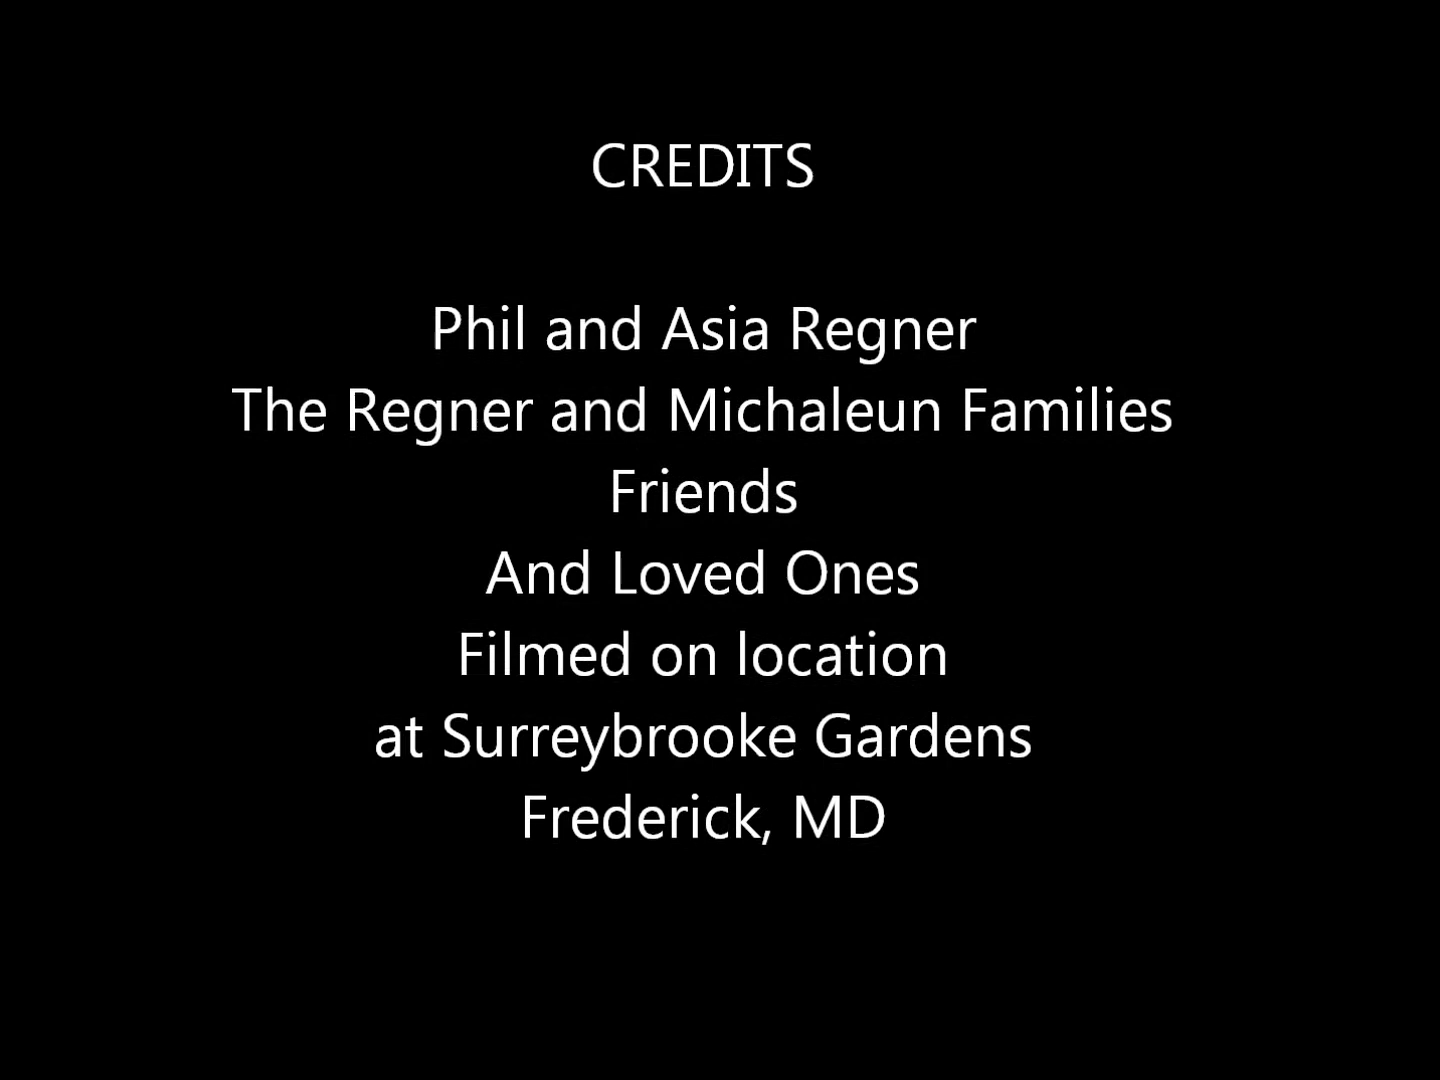 CREDITS
Phil and Asia Regner
The Regner and Michaleun Families
Friends
And Loved Ones
Filmed on location
at Surreybrooke Gardens
Frederick, MD